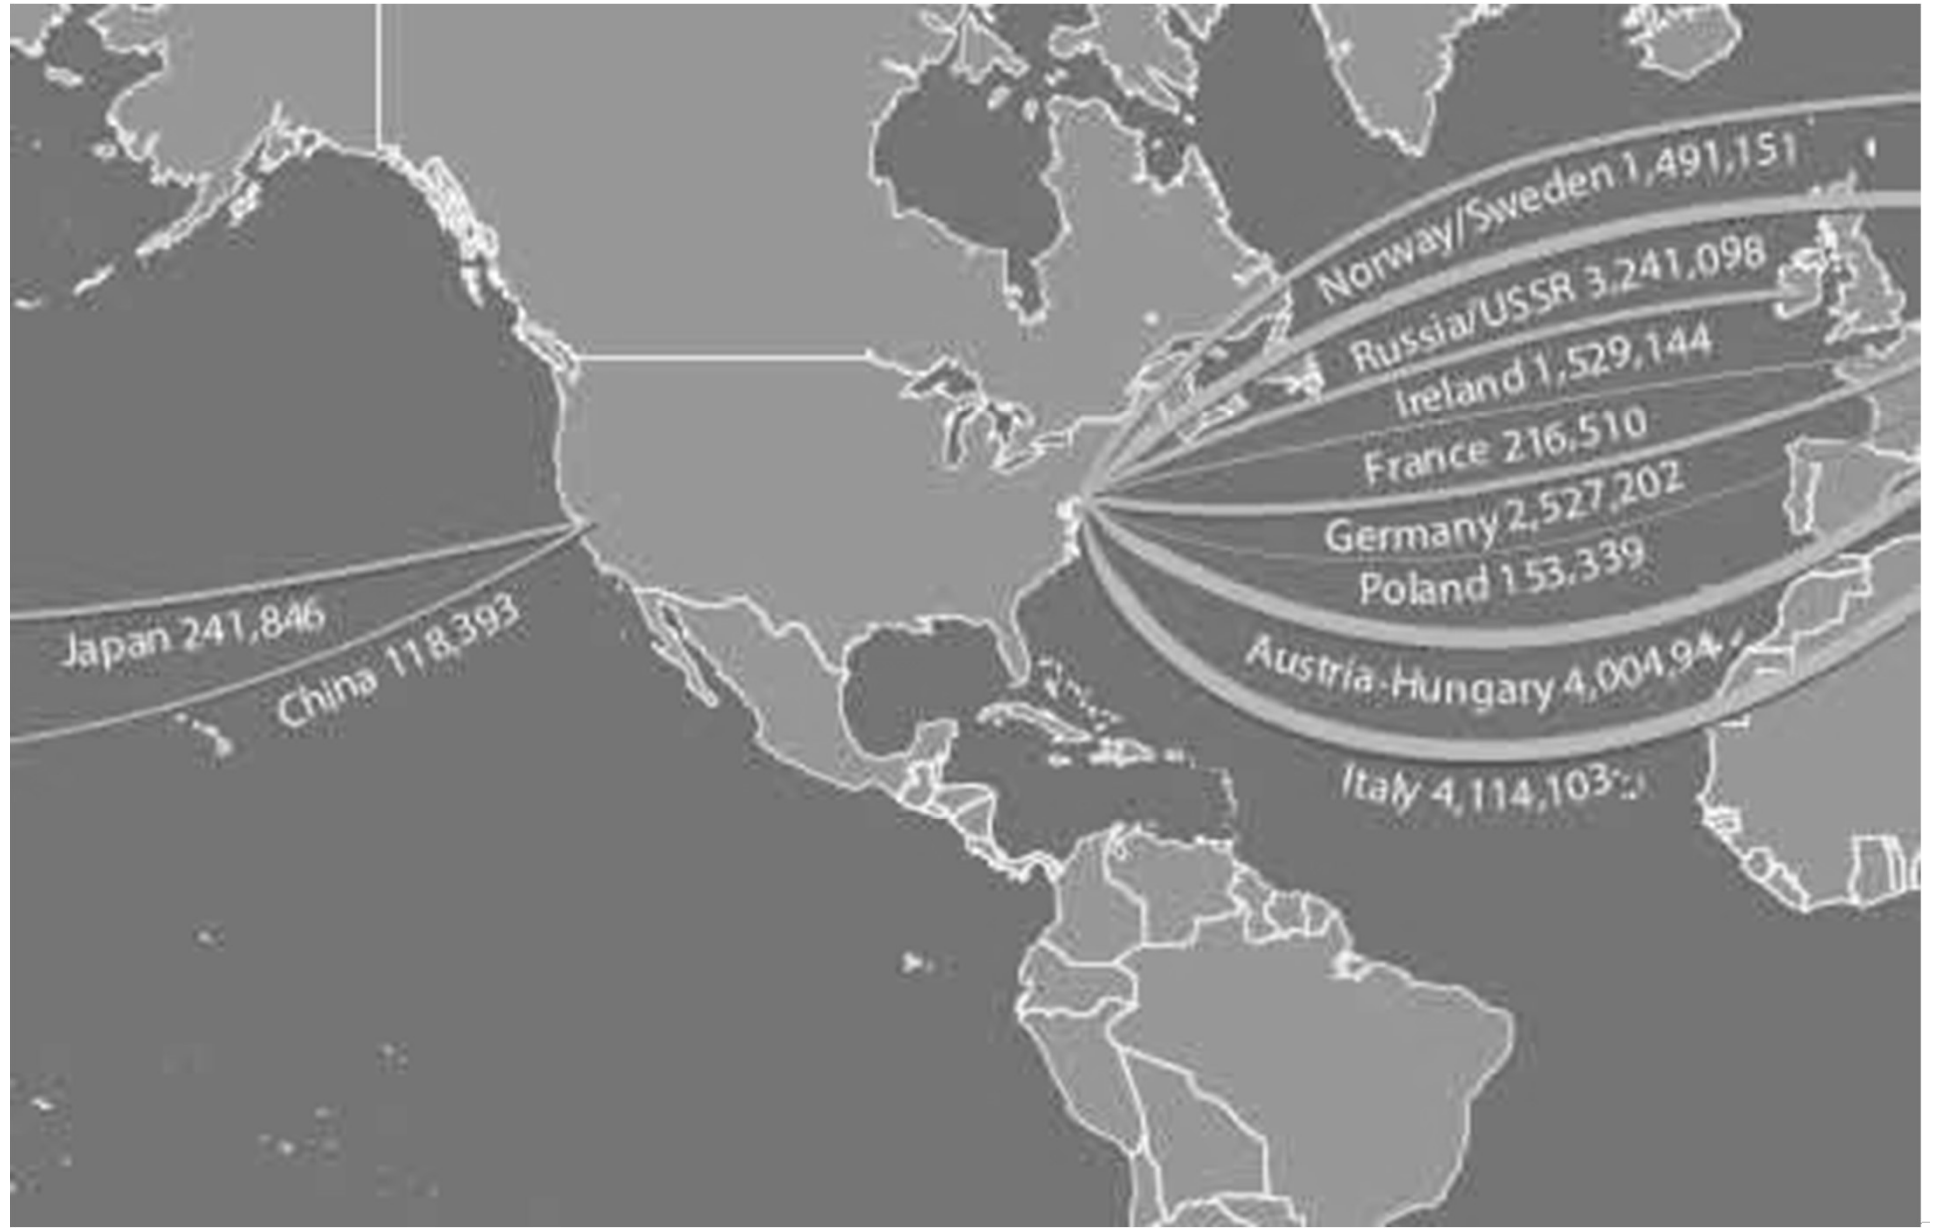 Norway/Sweden 1,491,151
Russia/USSR 3,241,098
Ireland 1,529,144
France 216,510
Germany 2,527,202
Poland 153,339
Austria-Hungary
Italy 4,114,103
Japan 241,846
China 118,393